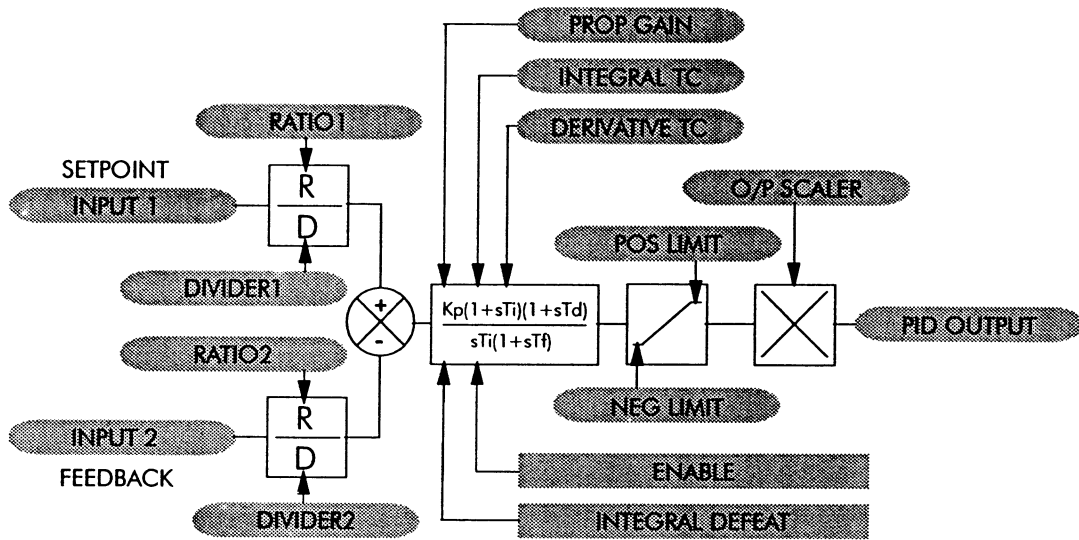 PROP GAIN
INTEGRAL TC
DERIVATIVE TC
RATIO1
SETPOINT
INPUT 1
R
D
DIVIDER1
O/P SCALER
POS LIMIT
+
-
Kp(1+sTi)(1+sTd)
sTi(1+sTf)
PID OUTPUT
RATIO2
NEG LIMIT
INPUT 2
FEEDBACK
R
D
DIVIDER2
ENABLE
INTEGRAL DEFEAT